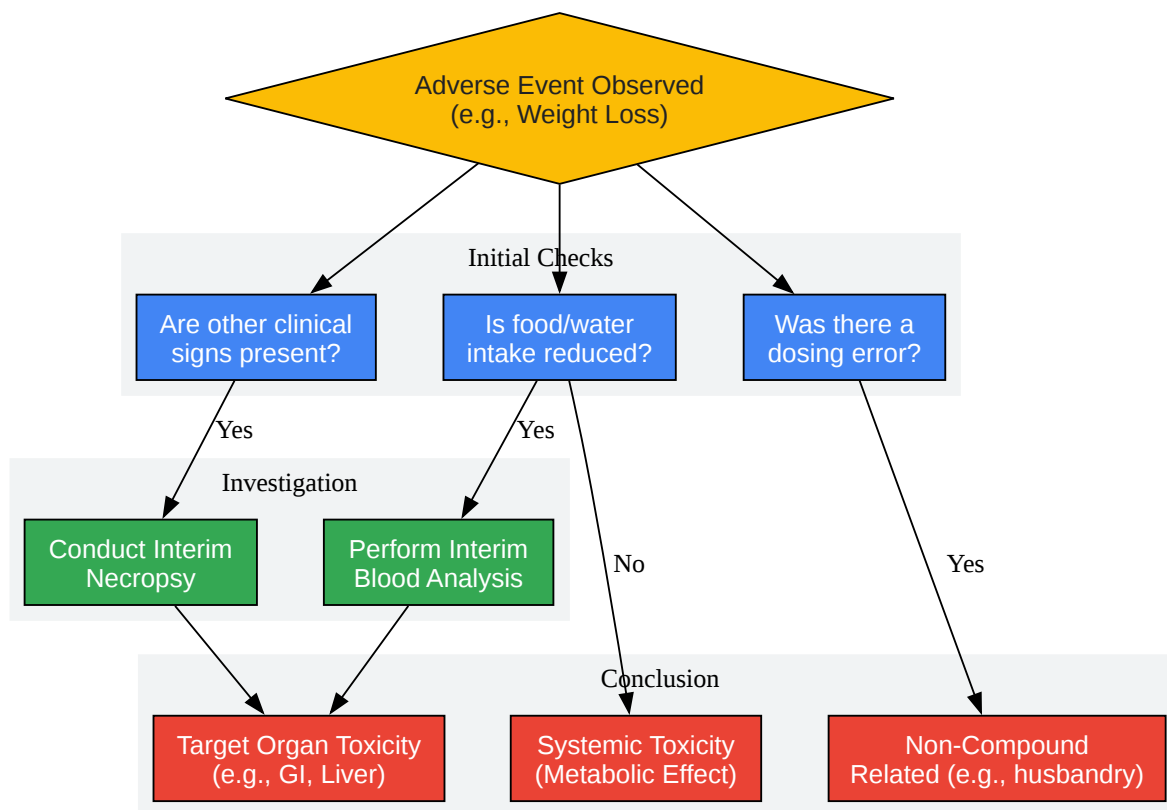 Adverse Event Observed
(e.g., Weight Loss)
Initial Checks
Are other clinical
signs present?
Is food/water
intake reduced?
Was there a
dosing error?
Yes
Yes
Investigation
Conduct Interim
Necropsy
Perform Interim
Blood Analysis
No
Yes
Conclusion
Target Organ Toxicity
(e.g., GI, Liver)
Systemic Toxicity
(Metabolic Effect)
Non-Compound
Related (e.g., husbandry)